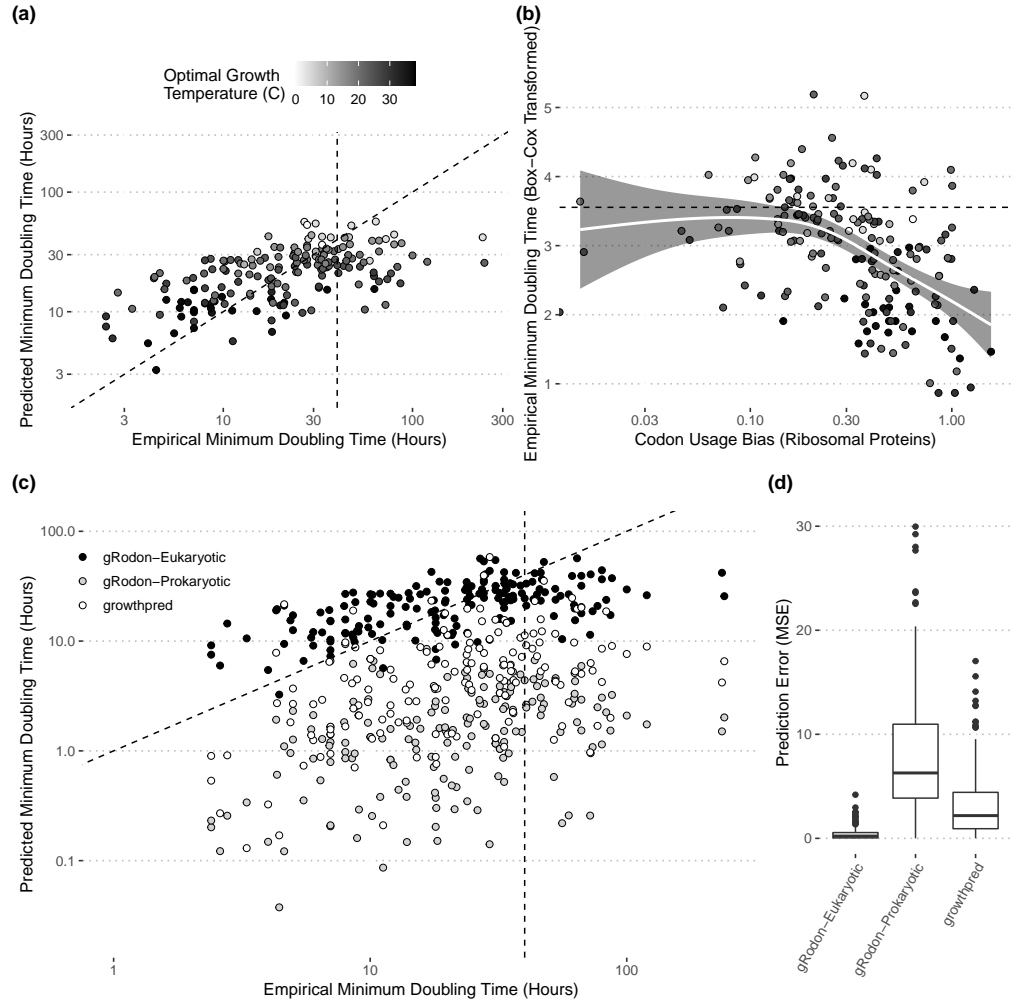 (a)
Optimal Growth
Temperature (C)
0 10 20 30
Predicted Minimum Doubling Time (Hours)
300
100
30
10
3
3 10 30 100 300
Empirical Minimum Doubling Time (Hours)
(b)
Empirical Minimum Doubling Time (Box−Cox Transformed)
5
4
3
2
1
0.03 0.10 0.30 1.00
Codon Usage Bias (Ribosomal Proteins)
(c)
Predicted Minimum Doubling Time (Hours)
100.0
10.0
1.0
0.1
gRodon−Eukaryotic
gRodon−Prokaryotic
growthpred
1 10 100
Empirical Minimum Doubling Time (Hours)
(d)
Prediction Error (MSE)
30
20
10
0
gRodon−Eukaryotic
gRodon−Prokaryotic
growthpred